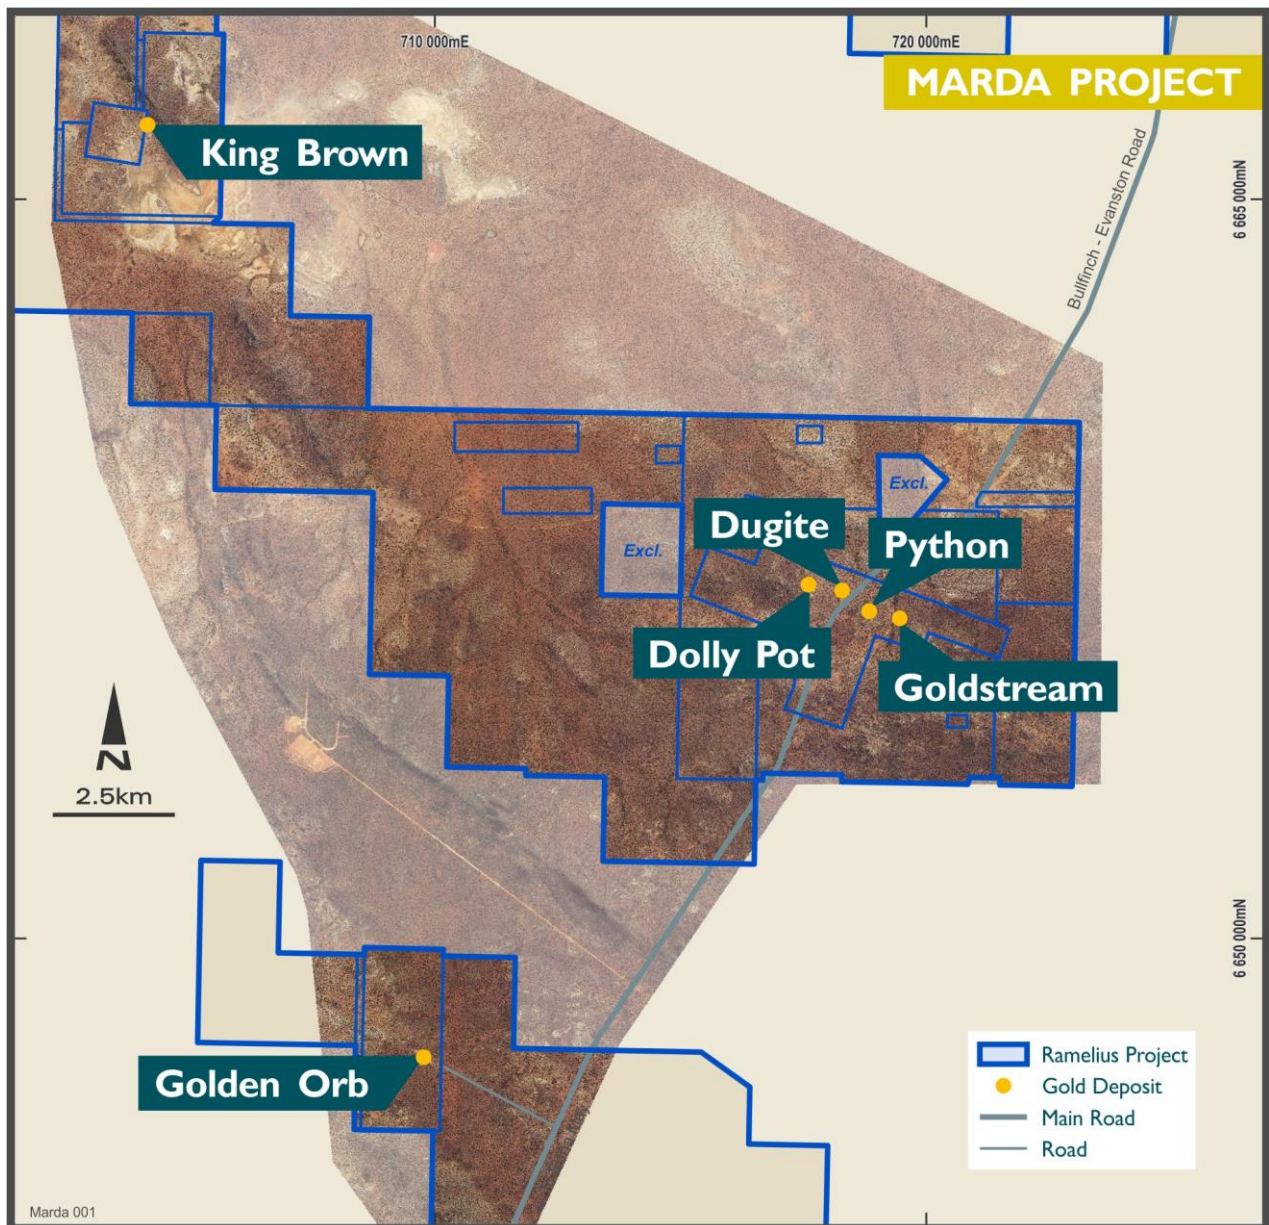 710 000mE
720 000mE
MARDA PROJECT
King Brown
Bullfinch - Evanston Road
6 665 000mN
Excl.
Dugite
Excl.
Python
Dolly Pot
Goldstream
N
2.5km
6 650 000mN
Golden Orb
Ramelius Project
Gold Deposit
Main Road
Road
Marda 001